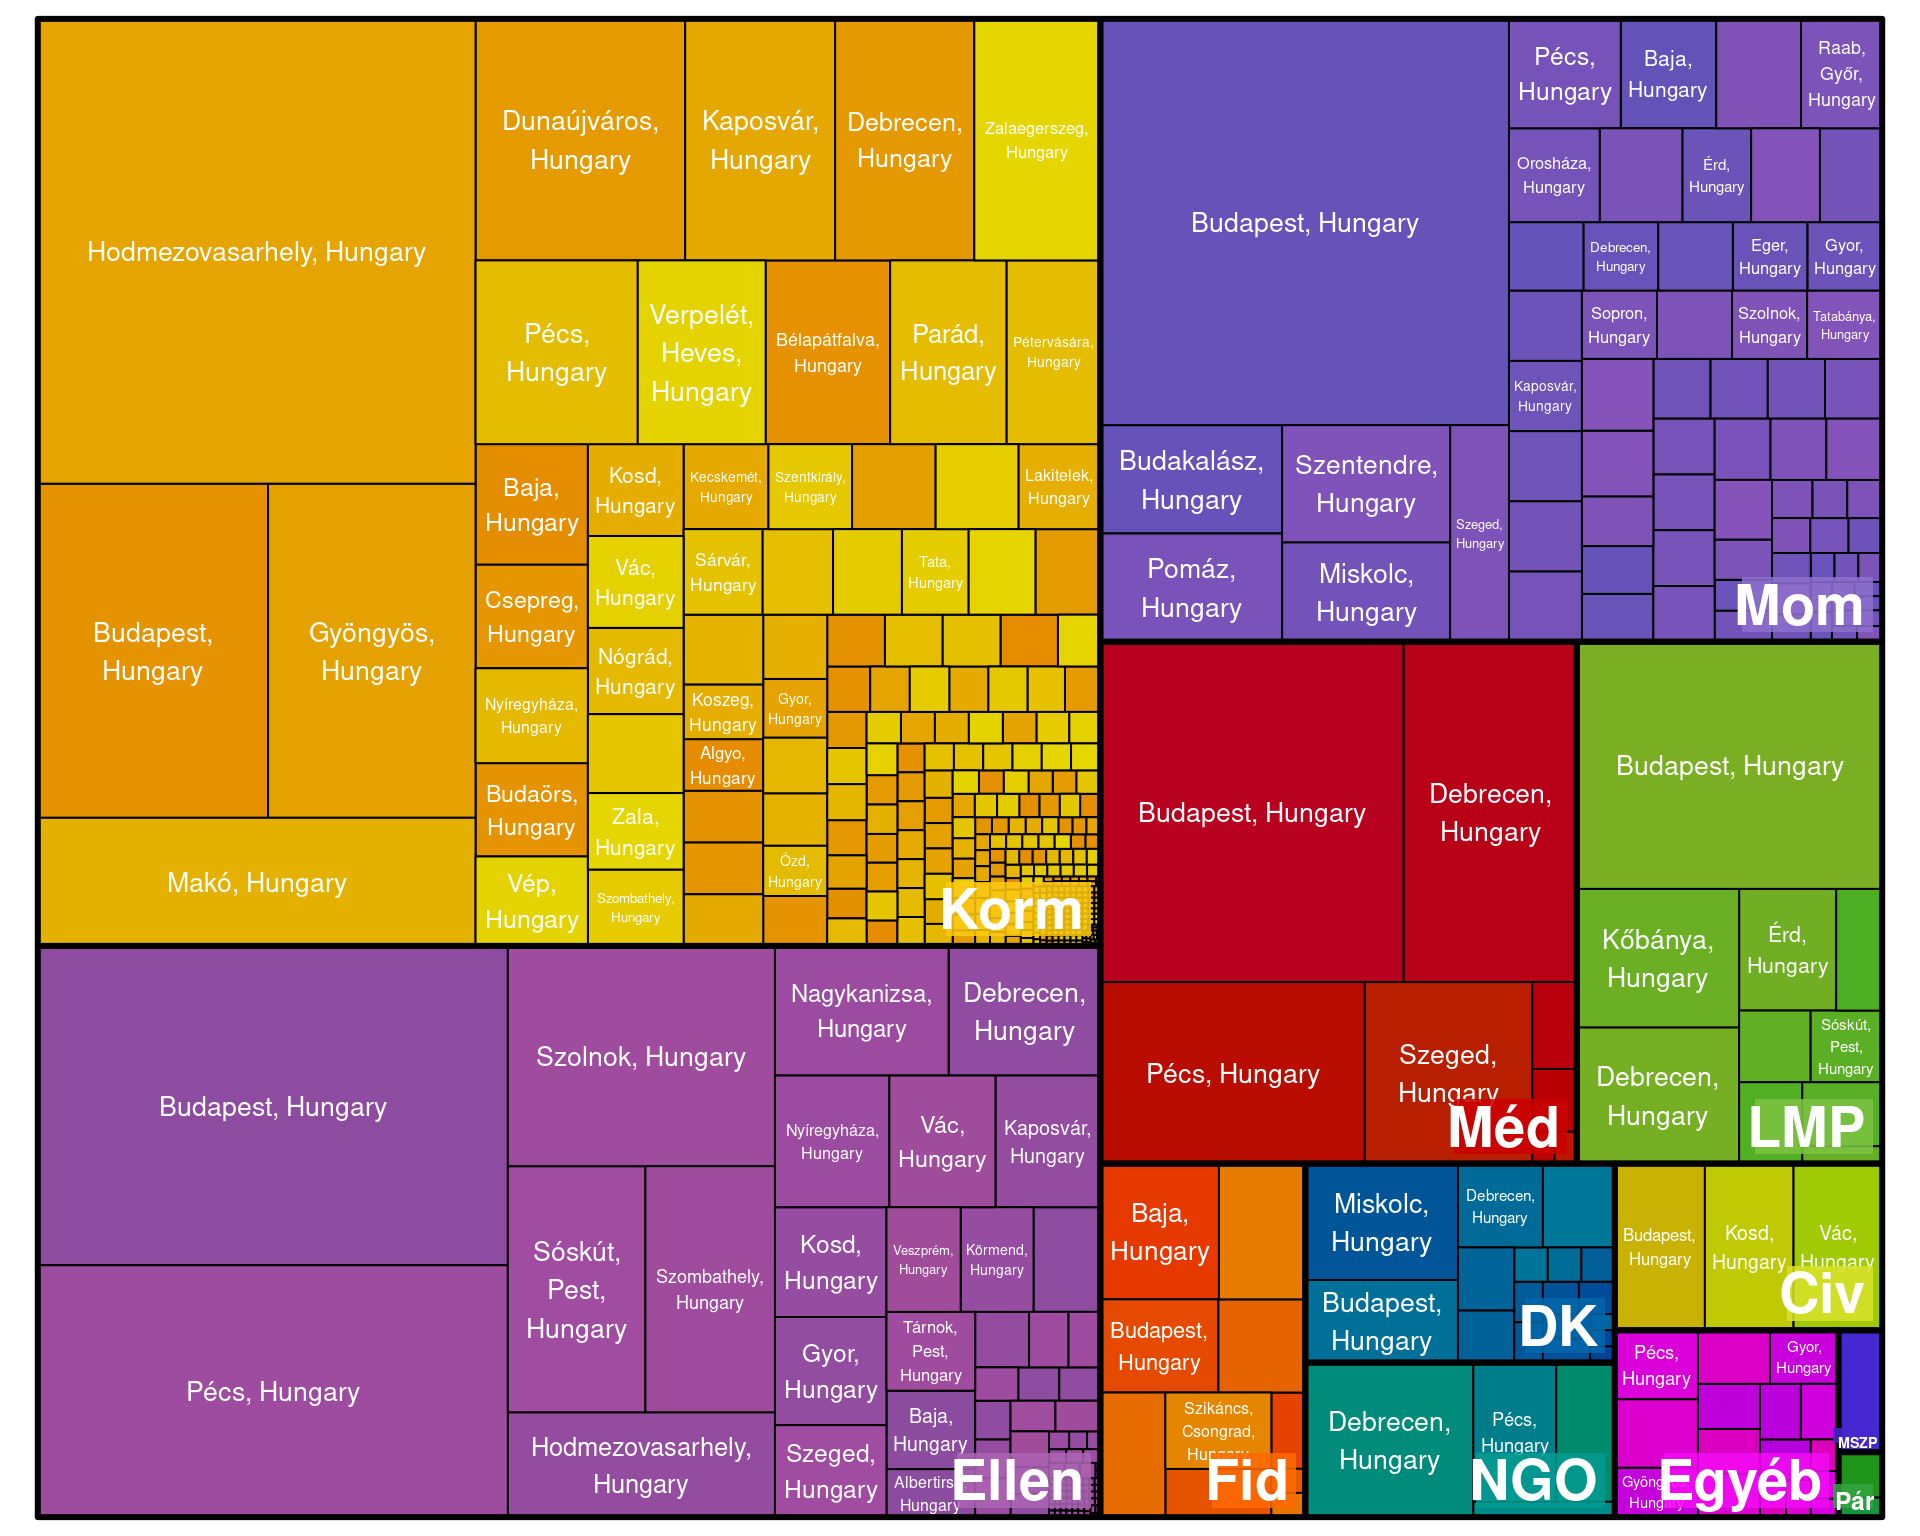 Hodmezovasarhely, Hungary
Budapest,
Hungary
Gyöngyös,
Hungary
Makó, Hungary
Dunaújváros,
Hungary
Kaposvár,
Hungary
Debrecen,
Hungary
Zalaegerszeg,
Hungary
Pécs,
Hungary
Verpelét,
Heves,
Hungary
Bélapátfalva,
Hungary
Parád,
Hungary
Pétervására,
Hungary
Baja,
Hungary
Csepreg,
Hungary
Nyíregyháza,
Hungary
Budaörs,
Hungary
Vép,
Hungary
Kosd,
Hungary
Vác,
Hungary
Nógrád,
Hungary
Zala,
Hungary
Szombathely,
Hungary
Kecskemét,
Hungary
Szentkirály,
Hungary
Lakitelek,
Hungary
Sárvár,
Hungary
Tata,
Hungary
Koszeg,
Hungary
Algyo,
Hungary
Gyor,
Hungary
Ózd,
Hungary
Korm
Budapest, Hungary
Pécs, Hungary
Szolnok, Hungary
Sóskút,
Pest,
Hungary
Szombathely,
Hungary
Hodmezovasarhely,
Hungary
Nagykanizsa,
Hungary
Debrecen,
Hungary
Nyíregyháza,
Hungary
Vác,
Hungary
Kaposvár,
Hungary
Kosd,
Hungary
Gyor,
Hungary
Szeged,
Hungary
Veszprém,
Hungary
Körmend,
Hungary
Tárnok,
Pest,
Hungary
Baja,
Hungary
Hungary
Ellen
Budapest, Hungary
Budakalász,
Hungary
Pomáz,
Hungary
Szentendre,
Hungary
Miskolc,
Hungary
Szeged,
Hungary
Pécs,
Hungary
Baja,
Hungary
Raab,
Győr,
Hungary
Orosháza,
Hungary
Érd,
Hungary
Debrecen,
Hungary
Eger,
Hungary
Gyor,
Hungary
Sopron,
Hungary
Szolnok,
Hungary
Tatabánya,
Hungary
Kaposvár,
Hungary
Mom
Budapest, Hungary
Debrecen,
Hungary
Pécs, Hungary
Szeged,
Hungary
Méd
Budapest, Hungary
Kőbánya,
Hungary
Debrecen,
Hungary
Érd,
Hungary
Sóskút,
Pest,
Hungary
LMP
Baja,
Hungary
Budapest,
Hungary
Szikáncs,
Csongrad,
Hungary
Fid
Miskolc,
Hungary
Budapest,
Hungary
Debrecen,
Hungary
DK
Debrecen,
Hungary
Pécs,
Hungary
NGO
Budapest,
Hungary
Kosd,
Hungary
Vác,
Hungary
Civ
Pécs,
Hungary
Gyor,
Hungary
Hungary
Egyéb
MSZP
Pár